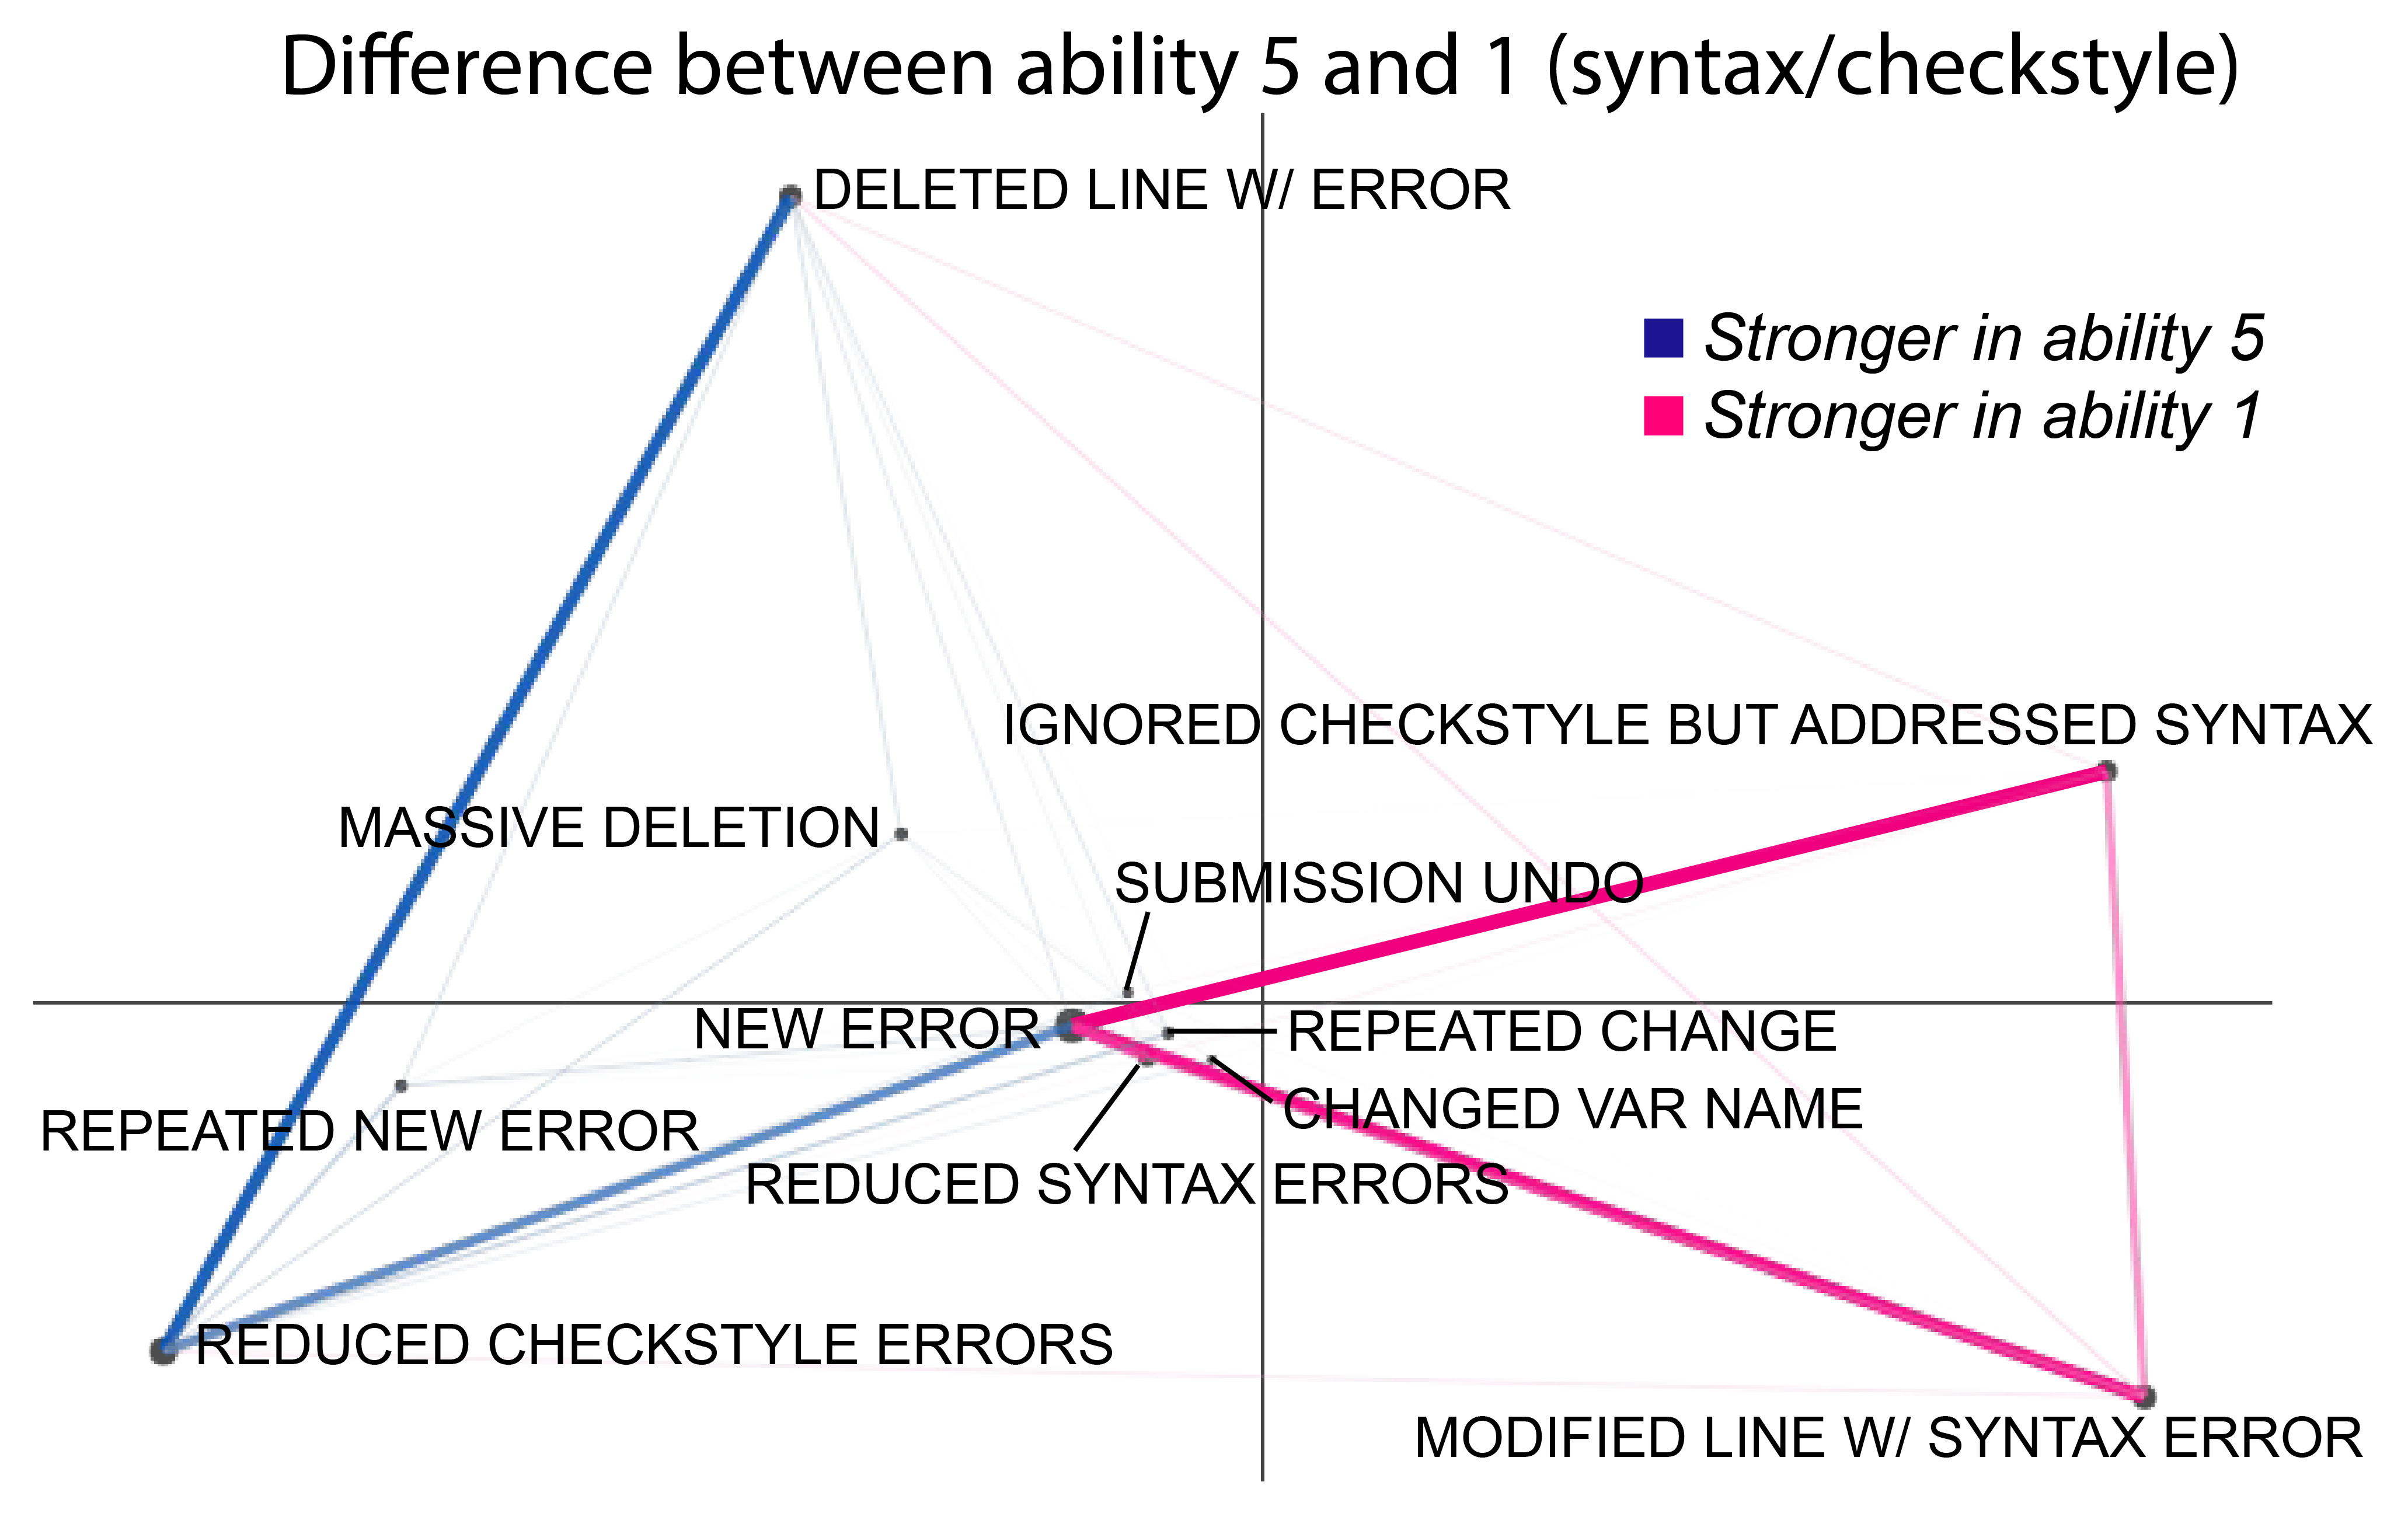 Difference between ability 5 and 1 (syntax/checkstyle)
DELETED LINE W/ ERROR
Stronger in ability 5
Stronger in ability 1
IGNORED CHECKSTYLE BUT ADDRESSED SYNTAX
MASSIVE DELETION
SUBMISSION UNDO
NEW ERROR
REPEATED CHANGE
CHANGED VAR NAME
REPEATED NEW ERROR
REDUCED SYNTAX ERRORS
REDUCED CHECKSTYLE ERRORS
MODIFIED LINE W/ SYNTAX ERROR